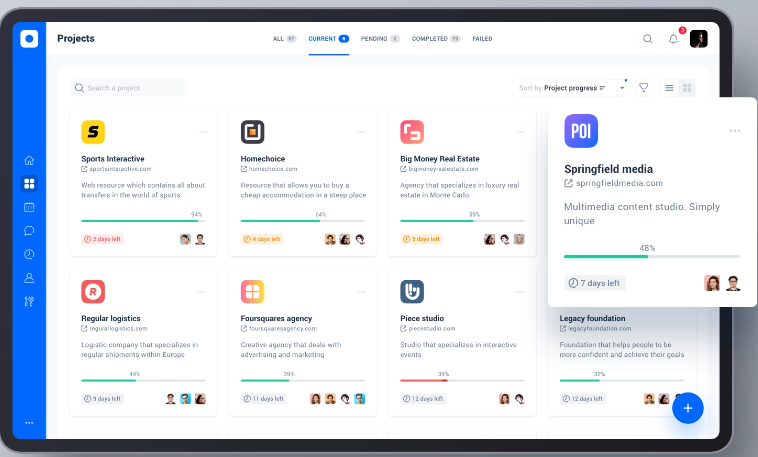 Projects
ALL 57
CURRENT 6
PENDING 2
COMPLETED 19
FAILED
3
Search a project
Sort by Project progress
S
Sports Interactive
sportsinteractive.com
Web resource which contains all about
transfers in the world of sports
94%
2 days left
Homechoice
homechoice.com
Resource that allows you to buy a
cheap accommodation in a steep place
64%
4 days left
Big Money Real Estate
bigmoneyrealestate.com
Agency that specializes in luxury real
estate in Monte Carlo
59%
5 days left
POI
Springfield media
springfieldmedia.com
Multimedia content studio. Simply
unique
48%
7 days left
R
Regular logistics
regularlogistics.com
Logistic company that specializes in
regular shipments within Europe
44%
9 days left
Foursquares agency
foursquaresagency.com
Creative agency that deals with
advertising and marketing
39%
11 days left
Piece studio
piecestudio.com
Studio that specializes in interactive
events
34%
12 days left
Legacy foundation
legacyfoundation.com
Foundation that helps people to be
more confident and achieve their goals
32%
12 days left